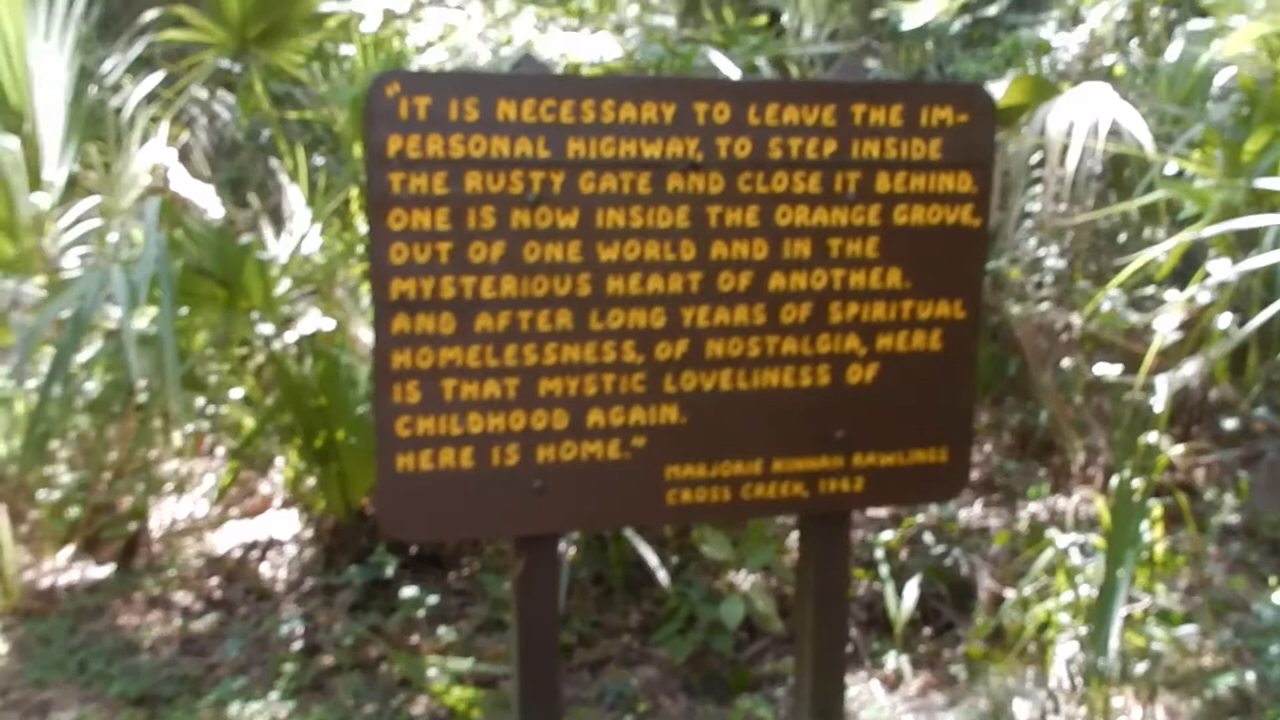 "IT IS NECESSARY TO LEAVE THE IM-
PERSONAL HIGHWAY, TO STEP INSIDE
THE RUSTY GATE AND CLOSE IT BEHIND.
ONE IS NOW INSIDE THE ORANGE GROVE,
OUT OF ONE WORLD AND IN THE
MYSTERIOUS HEART OF ANOTHER.
AND AFTER LONG YEARS OF SPIRITUAL
HOMELESSNESS, OF NOSTALGIA, HERE
IS THAT MYSTIC LOVELINESS OF
CHILDHOOD AGAIN.
HERE IS HOME."
MARJORIE KINNAN RAWLINGS
CROSS CREEK, 1942